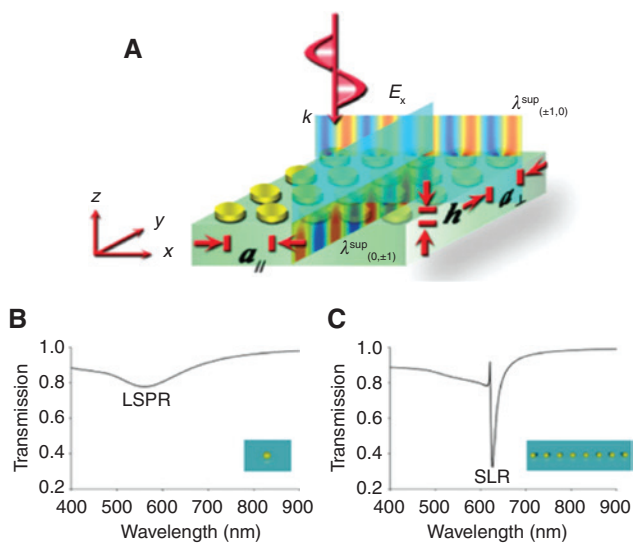 A
k
E_x
λ^sup_(±1,0)
z
y
x
a_//
λ^sup_(0,±1)
h
a_⊥
B
C
Transmission
1.0
0.8
0.6
0.4
0.2
LSPR
400 500 600 700 800 900
Wavelength (nm)
Transmission
1.0
0.8
0.6
0.4
0.2
SLR
400 500 600 700 800 900
Wavelength (nm)